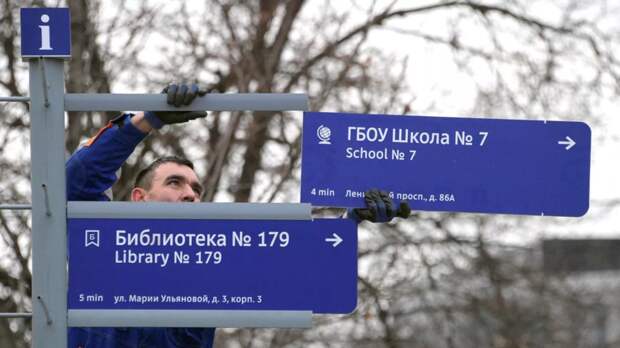 i
ГБОУ Школа № 7 →
School № 7
4 min просп., д. 86А
Б
Библиотека № 179 →
Library № 179
5 min ул. Марии Ульяновой, д. 3, корп. 3